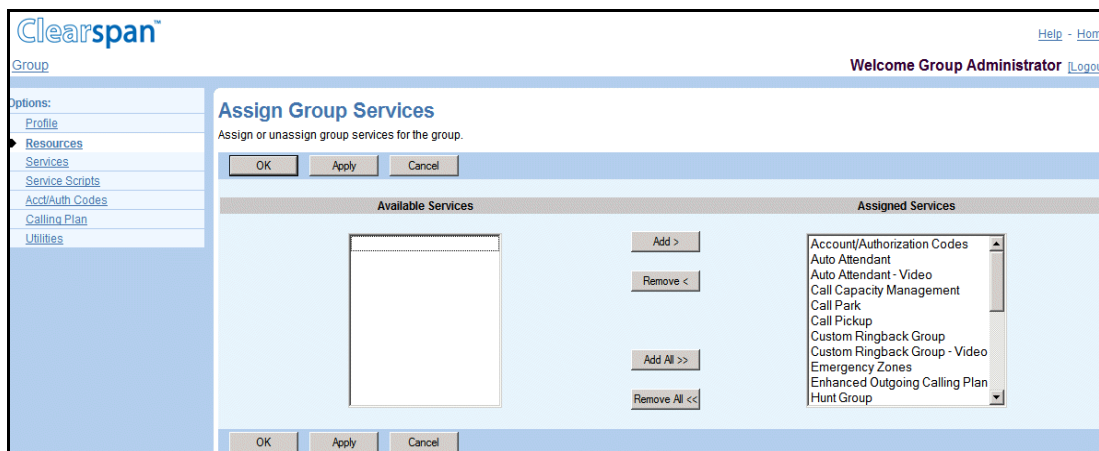 Clearspan™
Help - Hom
Group
Welcome Group Administrator [Logou
Options:
Profile
Resources
Services
Service Scripts
Acct/Auth Codes
Calling Plan
Utilities
Assign Group Services
Assign or unassign group services for the group.
OK Apply Cancel
Available Services Assigned Services
Add >
Remove <
Add All >>
Remove All <<
Account/Authorization Codes
Auto Attendant
Auto Attendant - Video
Call Capacity Management
Call Park
Call Pickup
Custom Ringback Group
Custom Ringback Group - Video
Emergency Zones
Enhanced Outgoing Calling Plan
Hunt Group
OK Apply Cancel